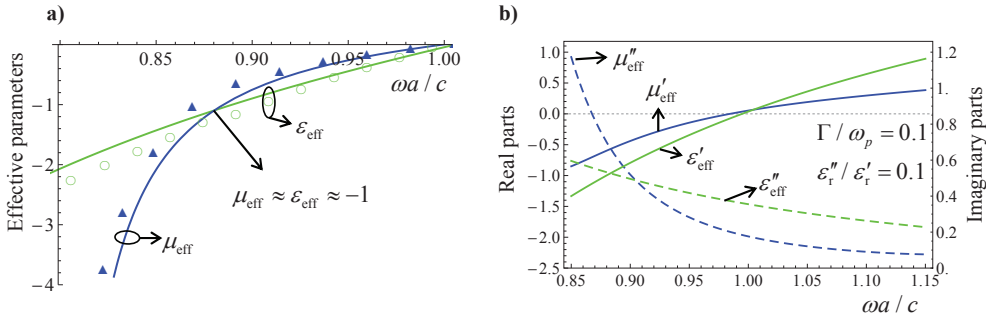 a)
Effective parameters
0.85 0.90 0.95 1.00
ωa / c
−1
−2
−3
−4
ε_eff
μ_eff ≈ ε_eff ≈ −1
μ_eff
b)
Real parts
1.0
0.5
0.0
-0.5
-1.0
-1.5
-2.0
-2.5
μ″_eff
μ′_eff
Γ / ω_p = 0.1
ε′_eff
ε″_r / ε′_r = 0.1
ε″_eff
1.2
1.0
0.8
0.6
0.4
0.2
0
Imaginary parts
0.85 0.90 0.95 1.00 1.05 1.10 1.15
ωa / c